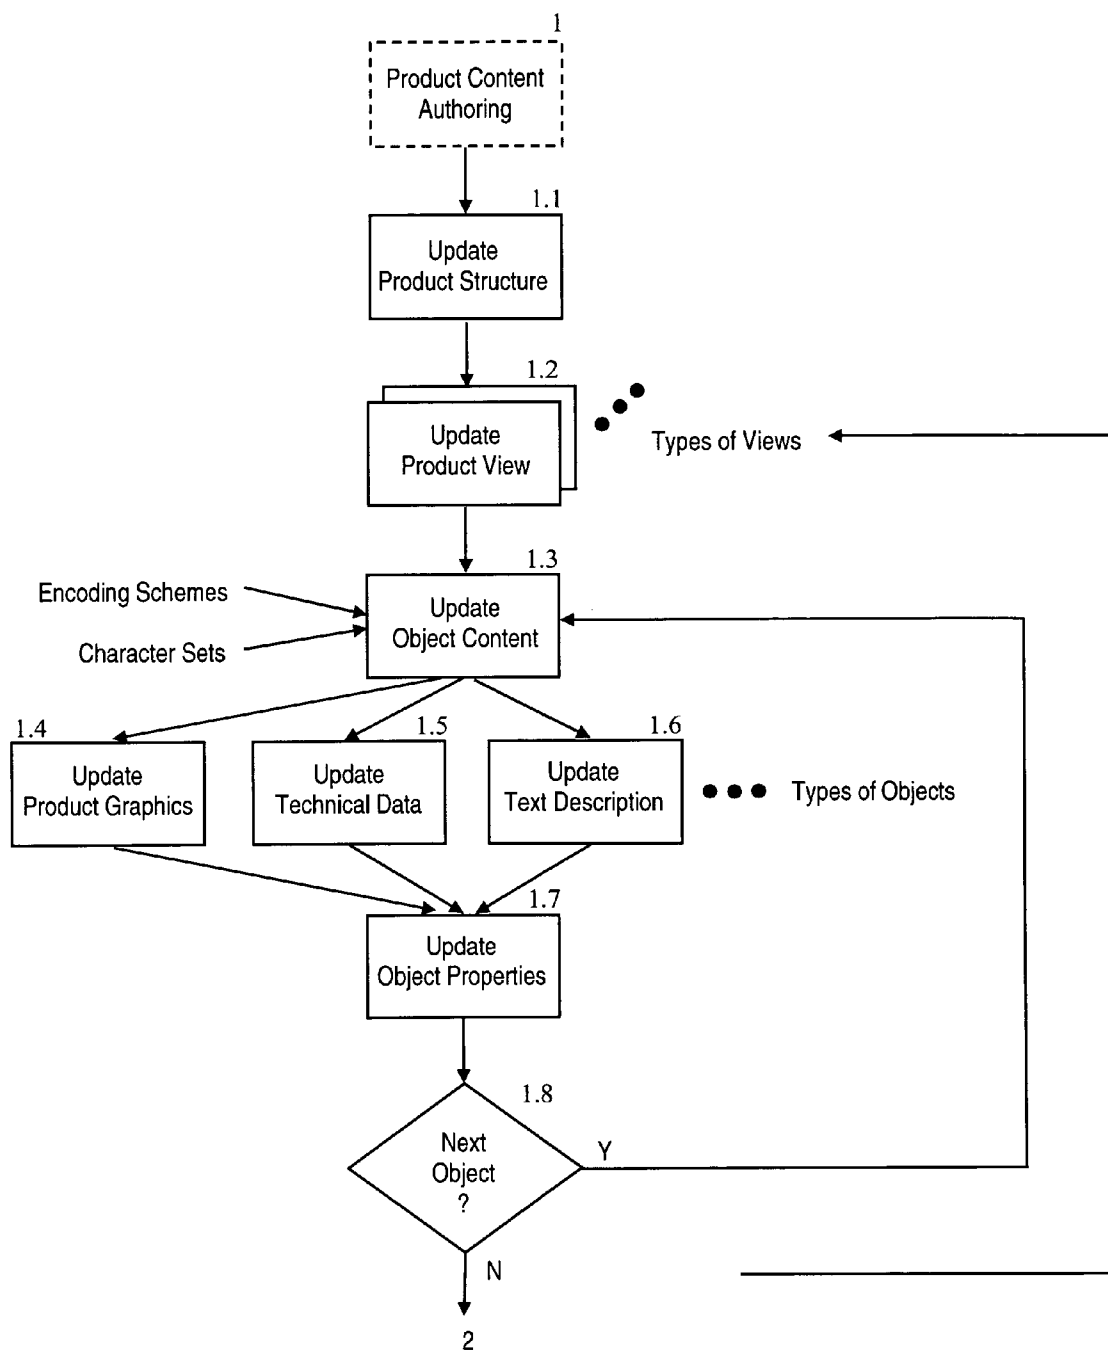 1
Product Content
Authoring
1.1
Update
Product Structure
1.2
Update
Product View
Types of Views
1.3
Update
Object Content
Encoding Schemes
Character Sets
1.4
Update
Product Graphics
1.5
Update
Technical Data
1.6
Update
Text Description
Types of Objects
1.7
Update
Object Properties
1.8
Next
Object
?
Y
N
2